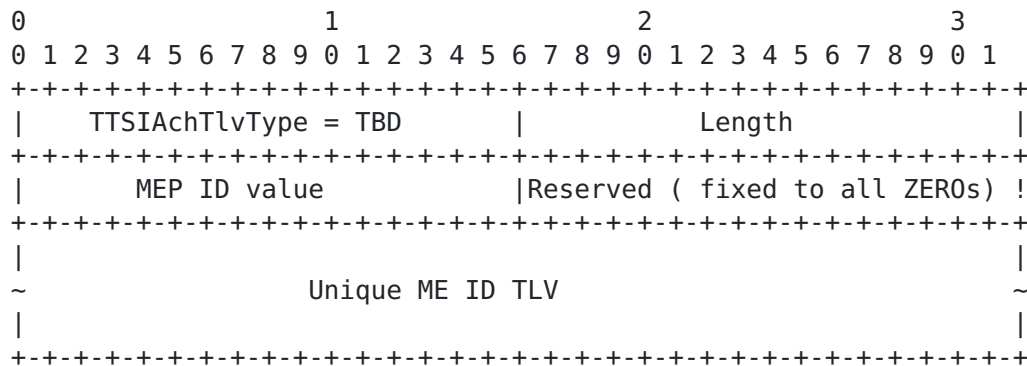 0                   1                   2                   3
0 1 2 3 4 5 6 7 8 9 0 1 2 3 4 5 6 7 8 9 0 1 2 3 4 5 6 7 8 9 0 1
+-+-+-+-+-+-+-+-+-+-+-+-+-+-+-+-+-+-+-+-+-+-+-+-+-+-+-+-+-+-+-+-+
|    TTSIAchTlvType = TBD       |           Length              |
+-+-+-+-+-+-+-+-+-+-+-+-+-+-+-+-+-+-+-+-+-+-+-+-+-+-+-+-+-+-+-+-+
|       MEP ID value            |Reserved ( fixed to all ZEROs) !
+-+-+-+-+-+-+-+-+-+-+-+-+-+-+-+-+-+-+-+-+-+-+-+-+-+-+-+-+-+-+-+-+
|                                                               |
~                  Unique ME ID TLV                             ~
|                                                               |
+-+-+-+-+-+-+-+-+-+-+-+-+-+-+-+-+-+-+-+-+-+-+-+-+-+-+-+-+-+-+-+-+